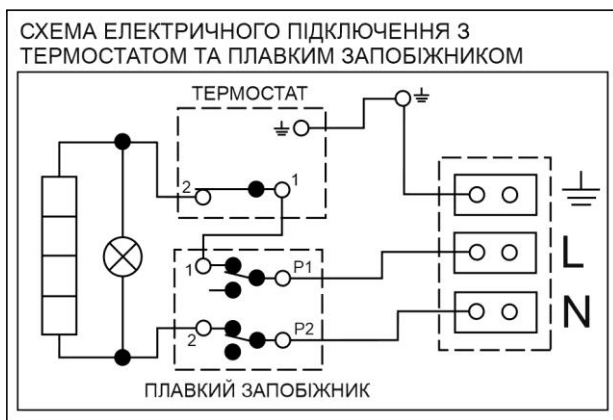 СХЕМА ЕЛЕКТРИЧНОГО ПІДКЛЮЧЕННЯ З
ТЕРМОСТАТОМ ТА ПЛАВКИМ ЗАПОБІЖНИКОМ
ТЕРМОСТАТ
2
1
1
P1
L
2
P2
N
ПЛАВКИЙ ЗАПОБІЖНИК